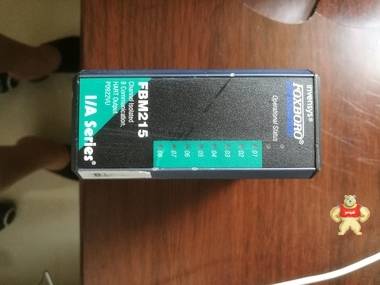 invensys
FOXBORO®
Operational Status
01
02
03
04
05
06
07
08
FBM215
Channel Isolated
8 Communication,
HART Output
P0922VU
I/A Series®